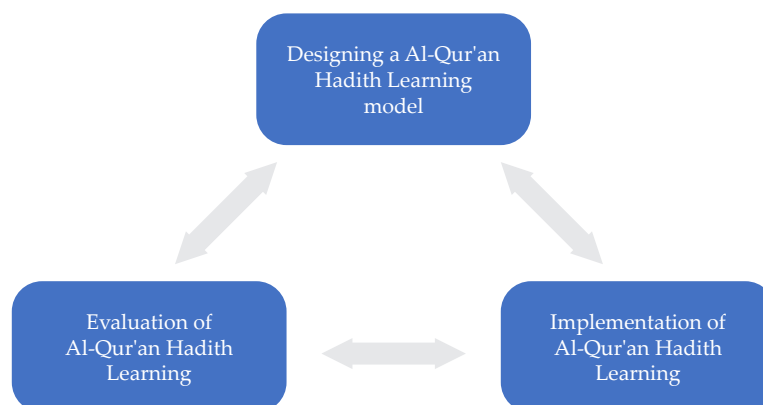 Designing a Al-Qur'an
Hadith Learning
model
Evaluation of
Al-Qur'an Hadith
Learning
Implementation of
Al-Qur'an Hadith
Learning